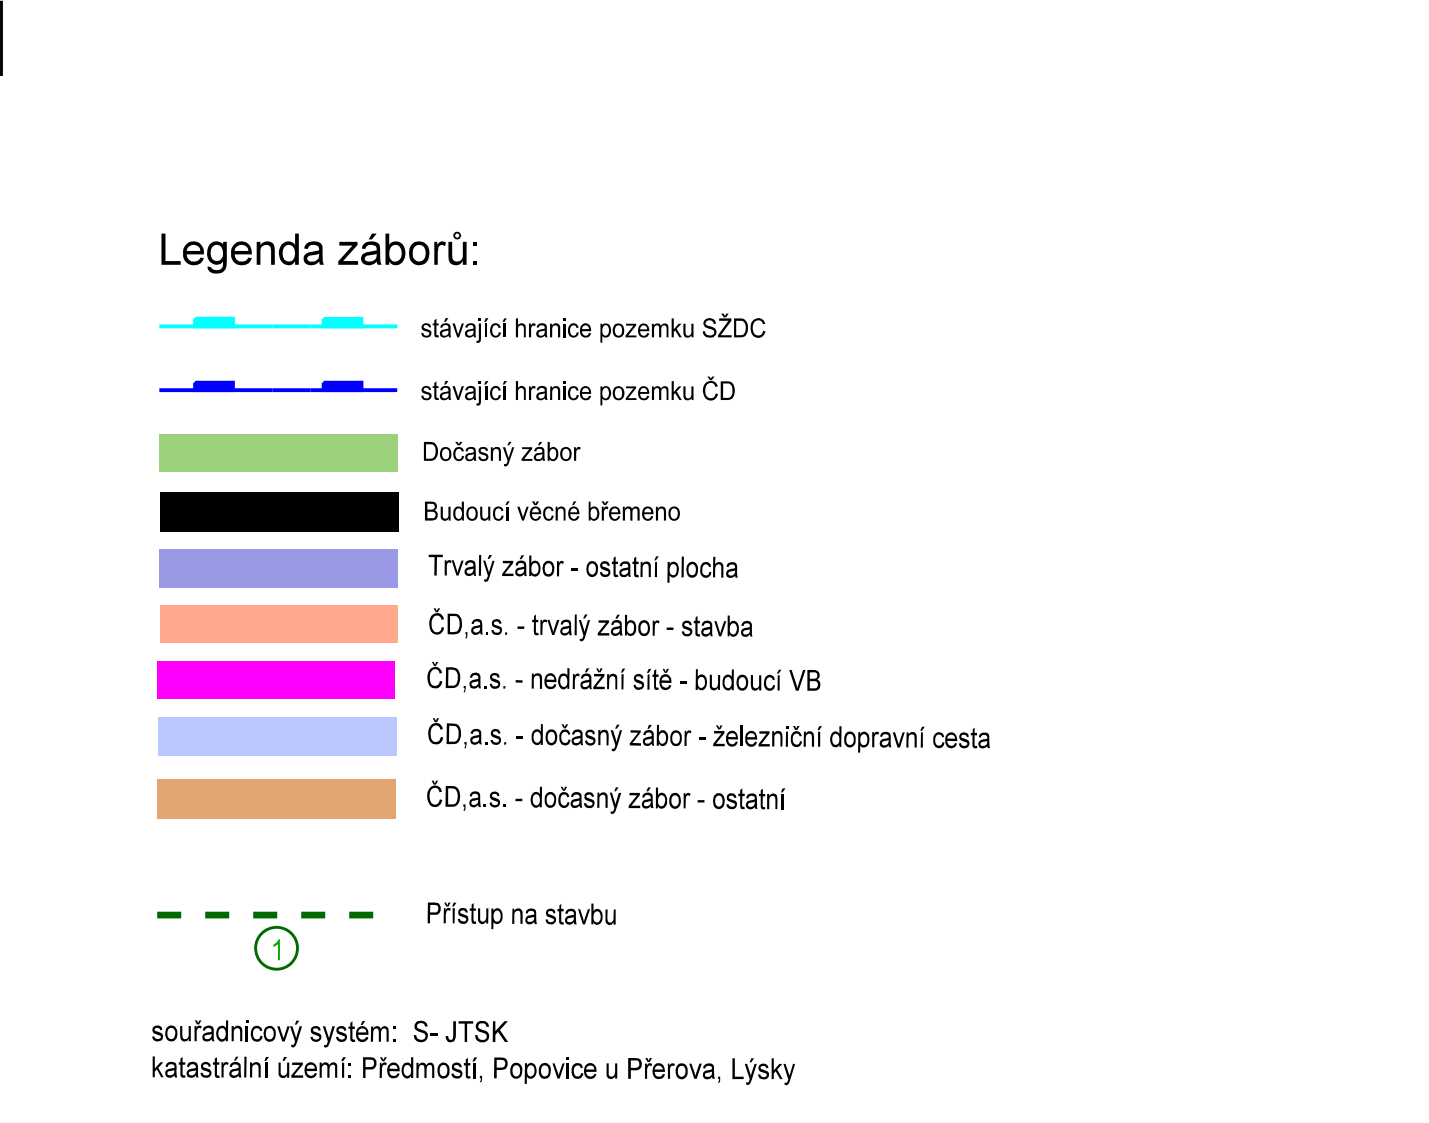 Legenda záborů:
stávající hranice pozemku SŽDC
stávající hranice pozemku ČD
Dočasný zábor
Budoucí věcné břemeno
Trvalý zábor - ostatní plocha
ČD,a.s. - trvalý zábor - stavba
ČD,a.s. - nedrážní sítě - budoucí VB
ČD,a.s. - dočasný zábor - železniční dopravní cesta
ČD,a.s. - dočasný zábor - ostatní
Přístup na stavbu
1
souřadnicový systém: S- JTSK
katastrální území: Předmostí, Popovice u Přerova, Lýsky